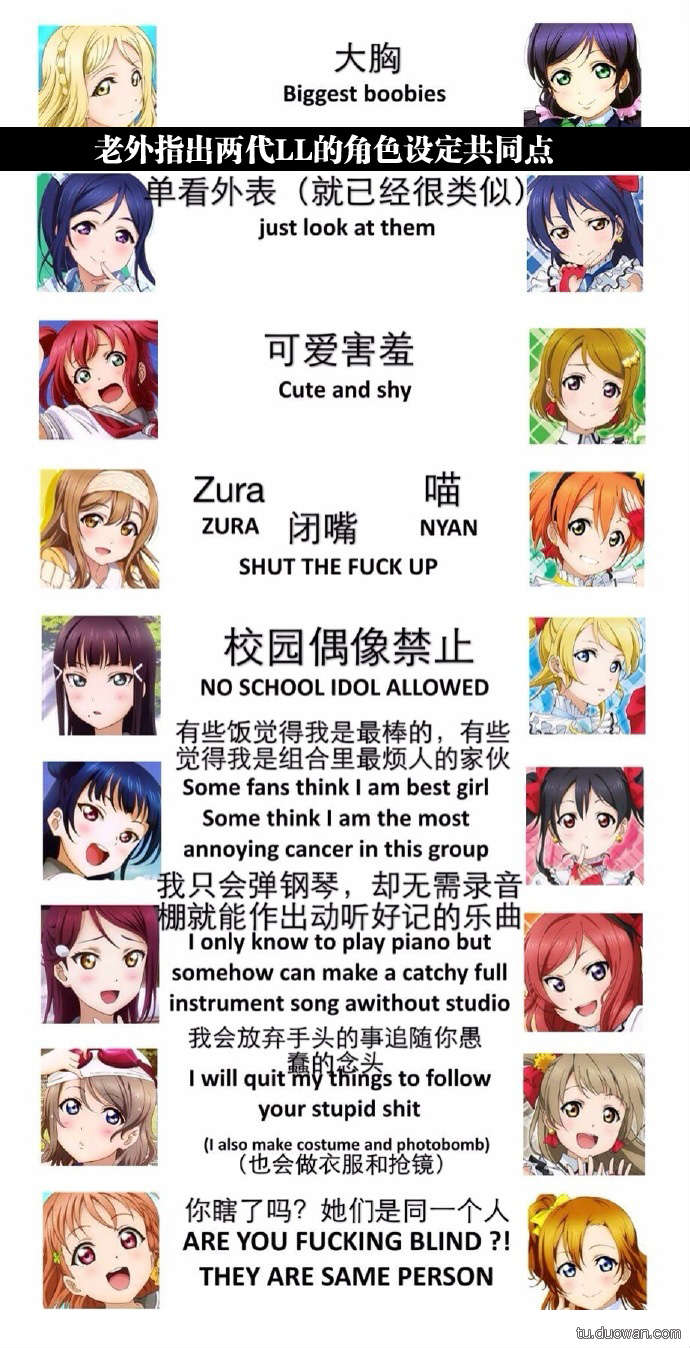 大胸
Biggest boobies
老外指出两代LL的角色设定共同点
单看外表（就已经很类似）
just look at them
可爱害羞
Cute and shy
Zura 喵
ZURA 闭嘴 NYAN
SHUT THE FUCK UP
校园偶像禁止
NO SCHOOL IDOL ALLOWED
有些饭觉得我是最棒的，有些
觉得我是组合里最烦人的家伙
Some fans think I am best girl
Some think I am the most
annoying cancer in this group
我只会弹钢琴，却无需录音
棚就能作出动听好记的乐曲
I only know to play piano but
somehow can make a catchy full
instrument song awithout studio
我会放弃手头的事追随你愚
蠢的念头
I will quit my things to follow
your stupid shit
(I also make costume and photobomb)
（也会做衣服和抢镜）
你瞎了吗？她们是同一个人
ARE YOU FUCKING BLIND ?!
THEY ARE SAME PERSON
tu.duowan.com